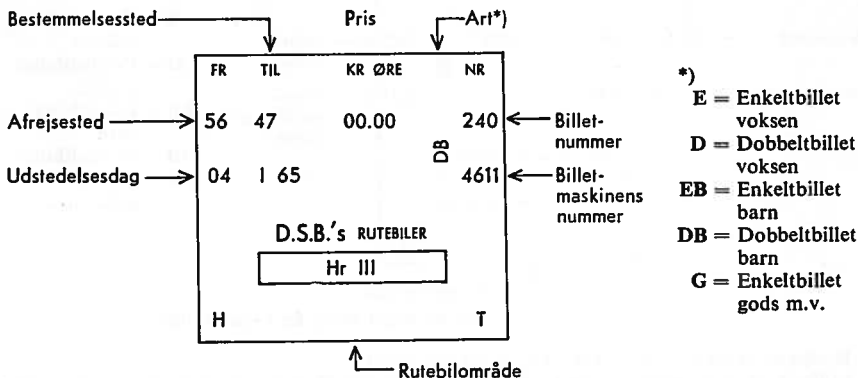 Bestemmelsessted Pris Art*)
FR TIL KR ØRE NR
Afrejsested 56 47 00.00 240 Billet-
nummer
DB
Udstedelsesdag 04 1 65 4611 Billet-
maskinens
nummer
D.S.B.'s RUTEBILER
Hr III
H T
Rutebilområde
*)
E = Enkeltbillet
voksen
D = Dobbeltbillet
voksen
EB = Enkeltbillet
barn
DB = Dobbeltbillet
barn
G = Enkeltbillet
gods m.v.